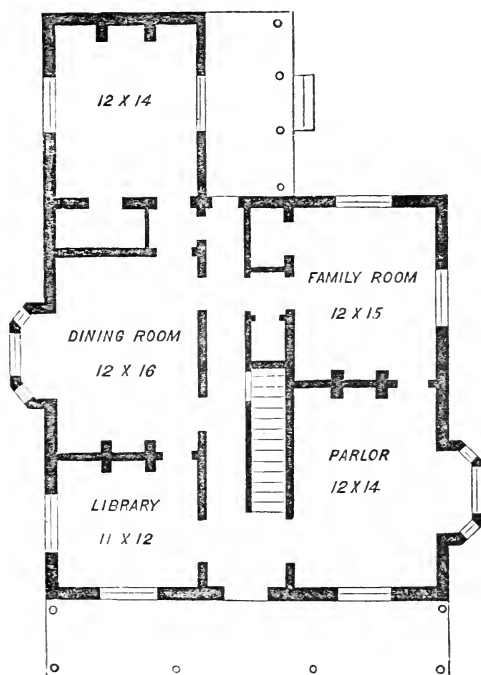 12 X 14
FAMILY ROOM
12 X 15
DINING ROOM
12 X 16
PARLOR
12 X 14
LIBRARY
11 X 12